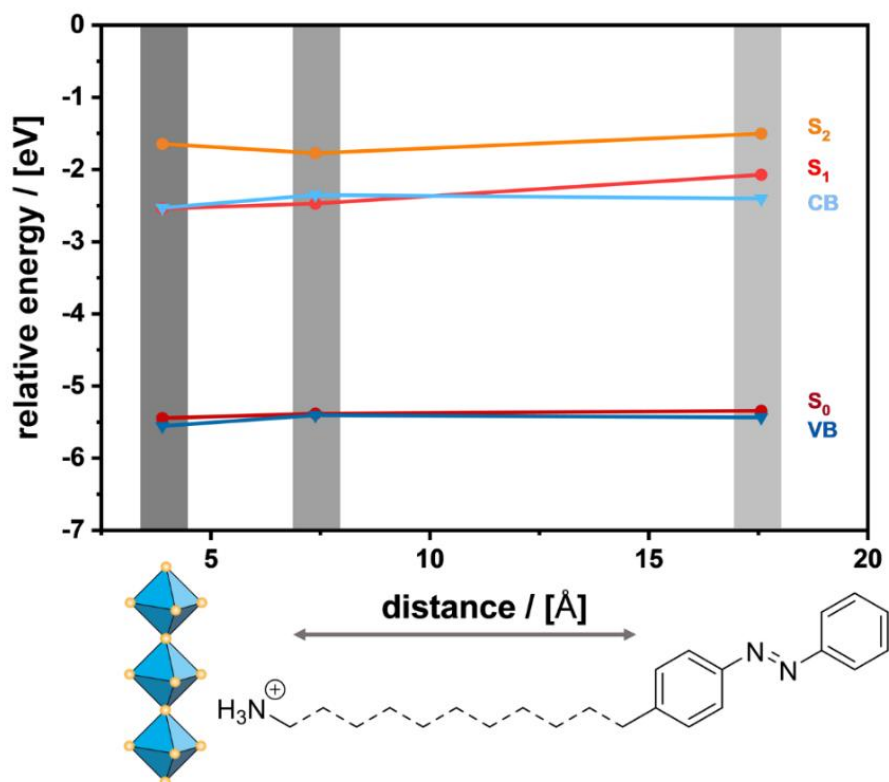 relative energy / [eV]
0
-1
-2
-3
-4
-5
-6
-7
S2
S1
CB
S0
VB
5
10
15
20
distance / [Å]
H3N
+
N
N